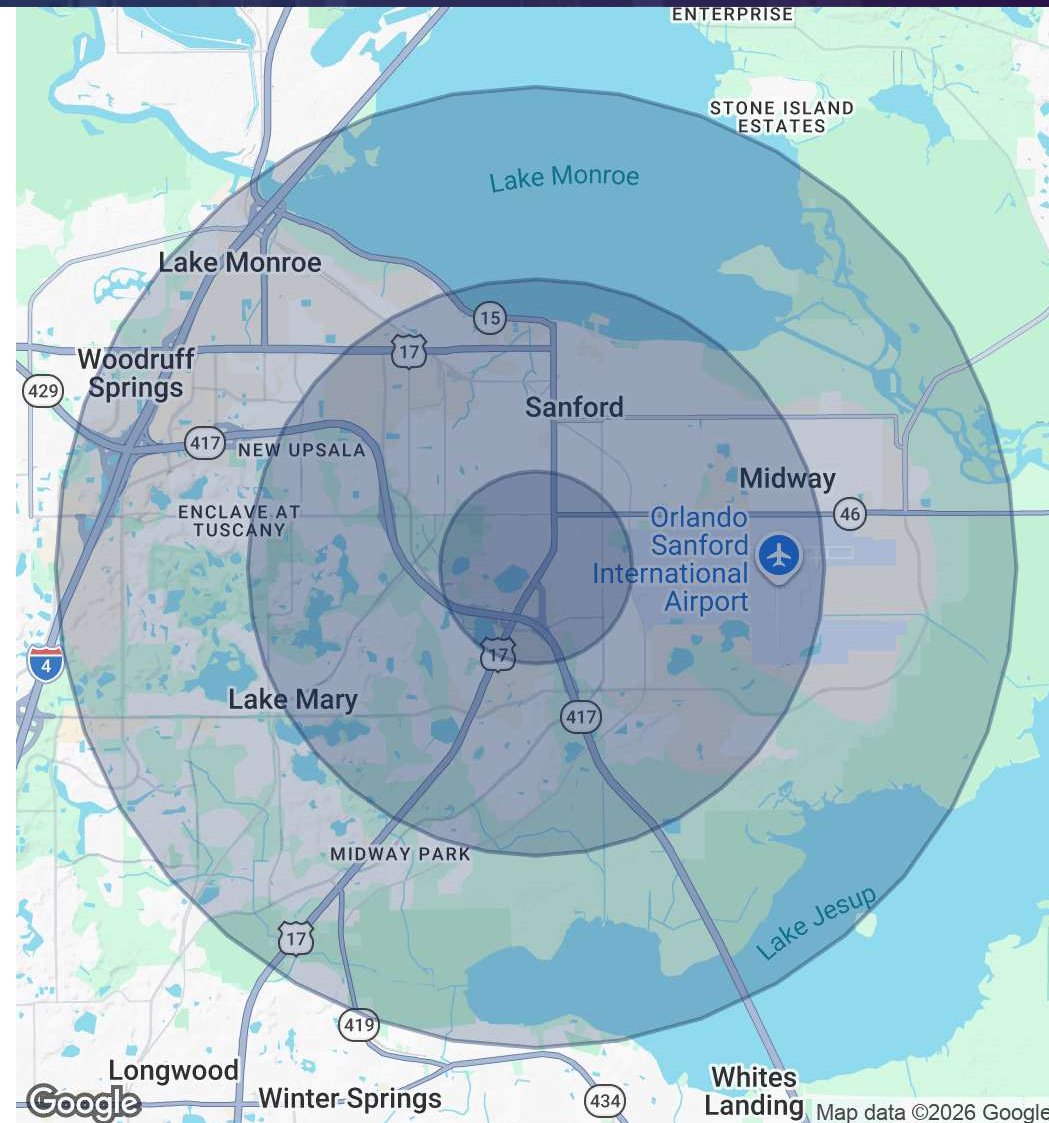 ENTERPRISE
STONE ISLAND
ESTATES
Lake Monroe
Lake Monroe
15
17
Woodruff
Springs
429
Sanford
417
NEW UPSALA
Midway
ENCLAVE AT
TUSCANY
46
Orlando
Sanford
International
Airport
4
17
Lake Mary
417
MIDWAY PARK
Lake Jesup
17
419
Longwood
Whites
Landing
Winter Springs
434
Google
Map data ©2026 Google